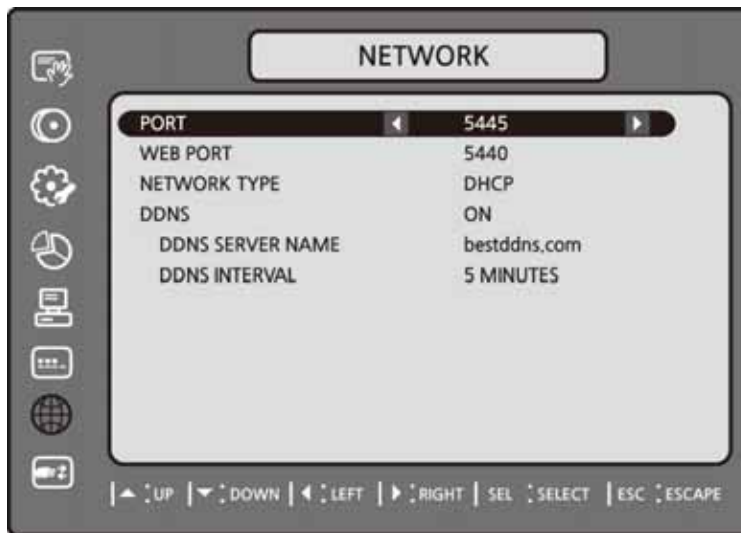 NETWORK
PORT 5445
WEB PORT 5440
NETWORK TYPE DHCP
DDNS ON
DDNS SERVER NAME bestddns.com
DDNS INTERVAL 5 MINUTES
UP DOWN LEFT RIGHT SEL : SELECT ESC : ESCAPE